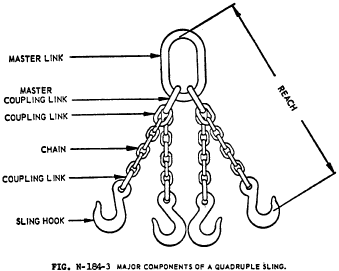 MASTER LINK
MASTER
COUPLING LINK
COUPLING LINK
CHAIN
COUPLING LINK
SLING HOOK
REACH
FIG. N-184-3 MAJOR COMPONENTS OF A QUADRUPLE SLING.